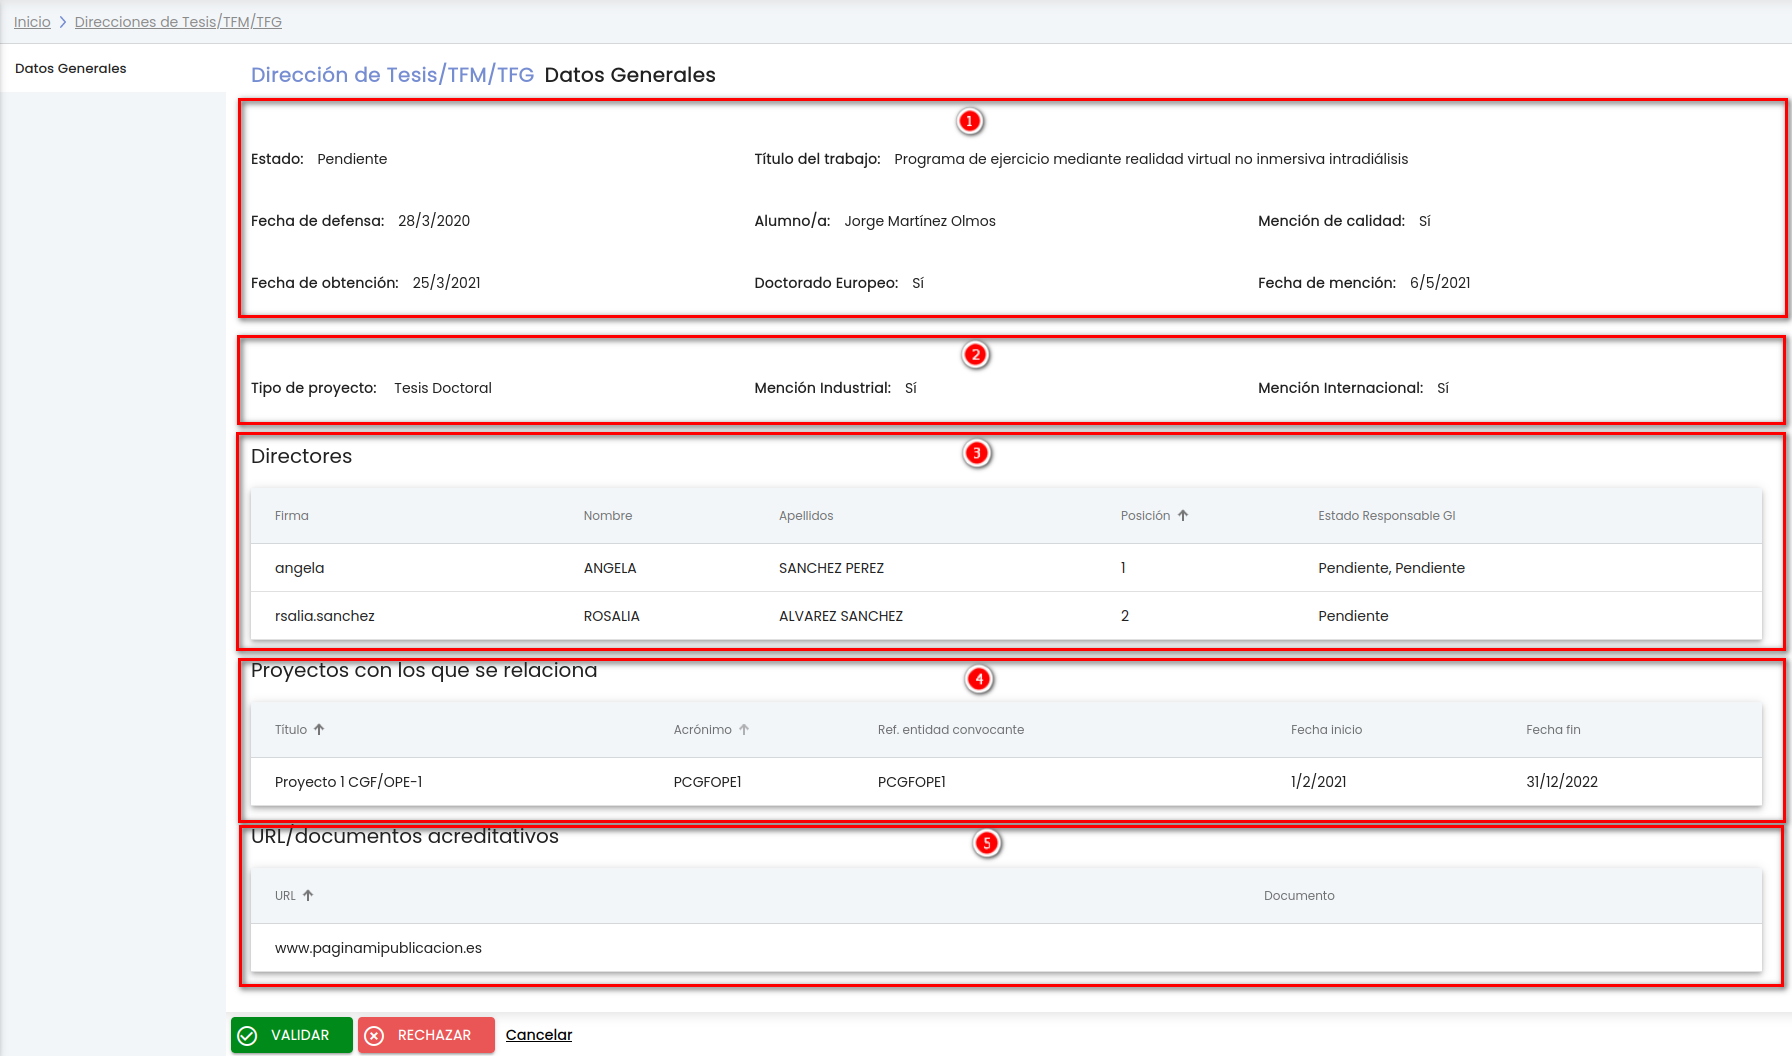 Inicio > Direcciones de Tesis/TFM/TFG
Datos Generales
Dirección de Tesis/TFM/TFG Datos Generales
1
Estado: Pendiente Título del trabajo: Programa de ejercicio mediante realidad virtual no inmersiva intradiálisis
Fecha de defensa: 28/3/2020 Alumno/a: Jorge Martínez Olmos Mención de calidad: Sí
Fecha de obtención: 25/3/2021 Doctorado Europeo: Sí Fecha de mención: 6/5/2021
2
Tipo de proyecto: Tesis Doctoral Mención Industrial: Sí Mención Internacional: Sí
3
Directores
Firma Nombre Apellidos Posición Estado Responsable GI
angela ANGELA SANCHEZ PEREZ 1 Pendiente, Pendiente
rsalia.sanchez ROSALIA ALVAREZ SANCHEZ 2 Pendiente
Proyectos con los que se relaciona
4
Título Acrónimo Ref. entidad convocante Fecha inicio Fecha fin
Proyecto 1 CGF/OPE-1 PCGFOPE1 PCGFOPE1 1/2/2021 31/12/2022
URL/documentos acreditativos
5
URL Documento
www.paginamipublicacion.es
VALIDAR RECHAZAR Cancelar